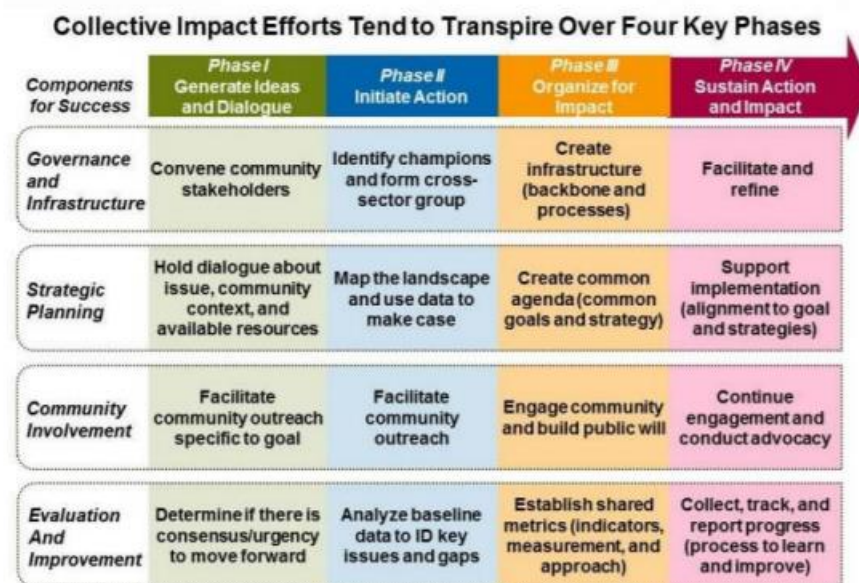 Collective Impact Efforts Tend to Transpire Over Four Key Phases
Components
for Success
Phase I
Generate Ideas
and Dialogue
Phase II
Initiate Action
Phase III
Organize for
Impact
Phase IV
Sustain Action
and Impact
Governance
and
Infrastructure
Convene community
stakeholders
Identify champions
and form cross-
sector group
Create
infrastructure
(backbone and
processes)
Facilitate and
refine
Strategic
Planning
Hold dialogue about
issue, community
context, and
available resources
Map the landscape
and use data to
make case
Create common
agenda (common
goals and strategy)
Support
implementation
(alignment to goal
and strategies)
Community
Involvement
Facilitate
community outreach
specific to goal
Facilitate
community
outreach
Engage community
and build public will
Continue
engagement and
conduct advocacy
Evaluation
And
Improvement
Determine if there is
consensus/urgency
to move forward
Analyze baseline
data to ID key
issues and gaps
Establish shared
metrics (indicators,
measurement, and
approach)
Collect, track, and
report progress
(process to learn
and improve)